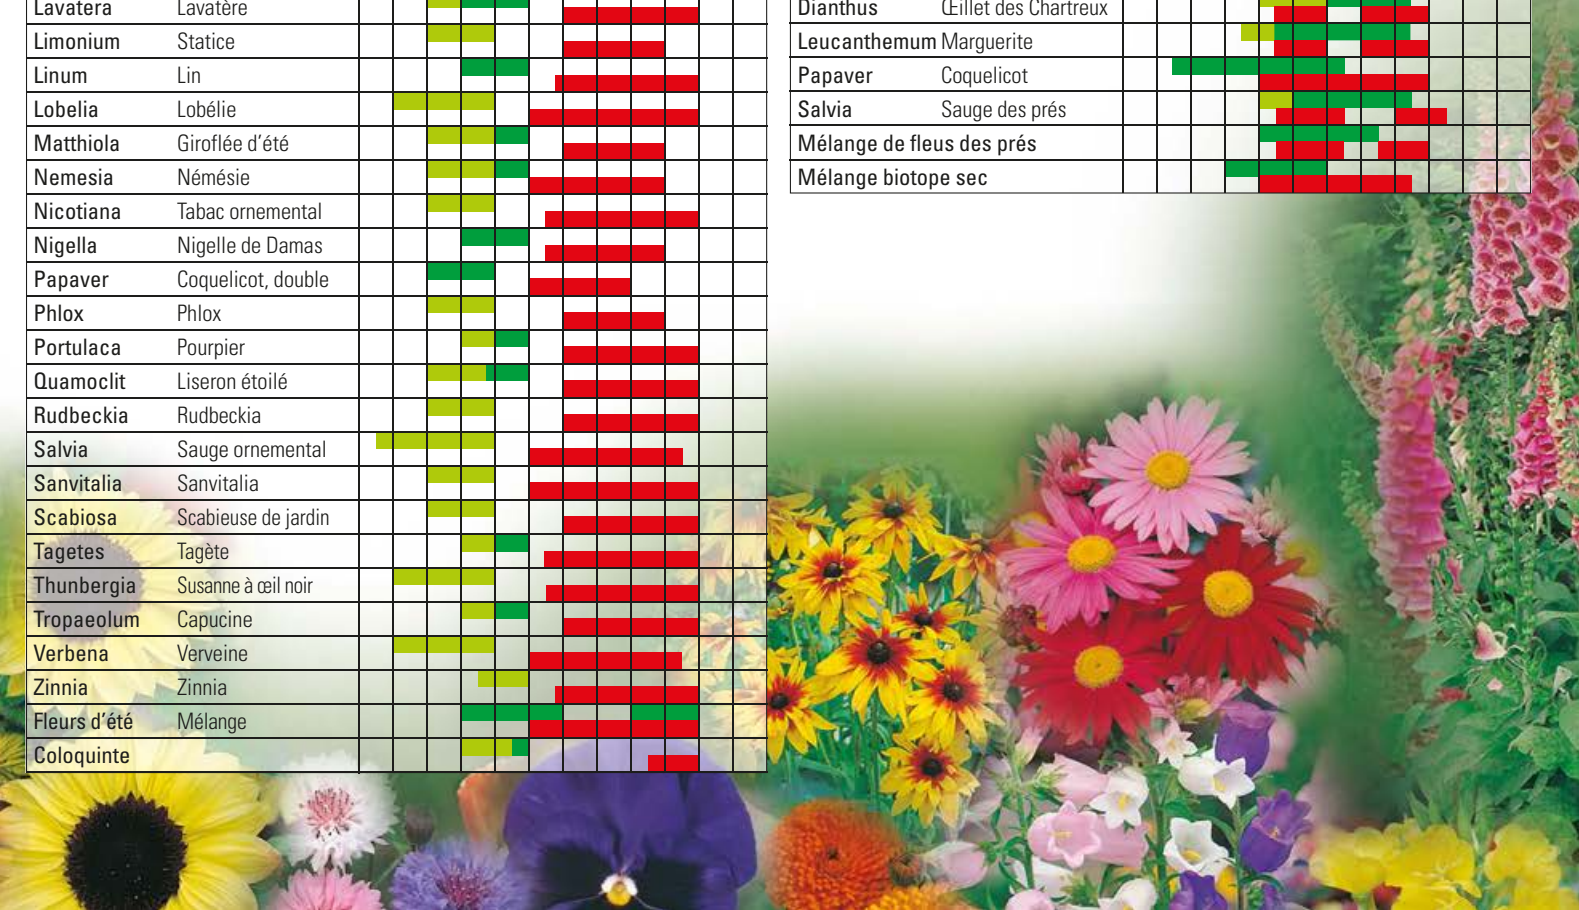 Lavatera Lavatère
Limonium Statice
Linum Lin
Lobelia Lobélie
Matthiola Giroflée d'été
Nemesia Némésie
Nicotiana Tabac ornemental
Nigella Nigelle de Damas
Papaver Coquelicot, double
Phlox Phlox
Portulaca Pourpier
Quamoclit Liseron étoilé
Rudbeckia Rudbeckia
Salvia Sauge ornemental
Sanvitalia Sanvitalia
Scabiosa Scabieuse de jardin
Tagetes Tagète
Thunbergia Susanne à œil noir
Tropaeolum Capucine
Verbena Verveine
Zinnia Zinnia
Fleurs d'été Mélange
Coloquinte
Dianthus Œillet des Chartreux
Leucanthemum Marguerite
Papaver Coquelicot
Salvia Sauge des prés
Mélange de fleus des prés
Mélange biotope sec